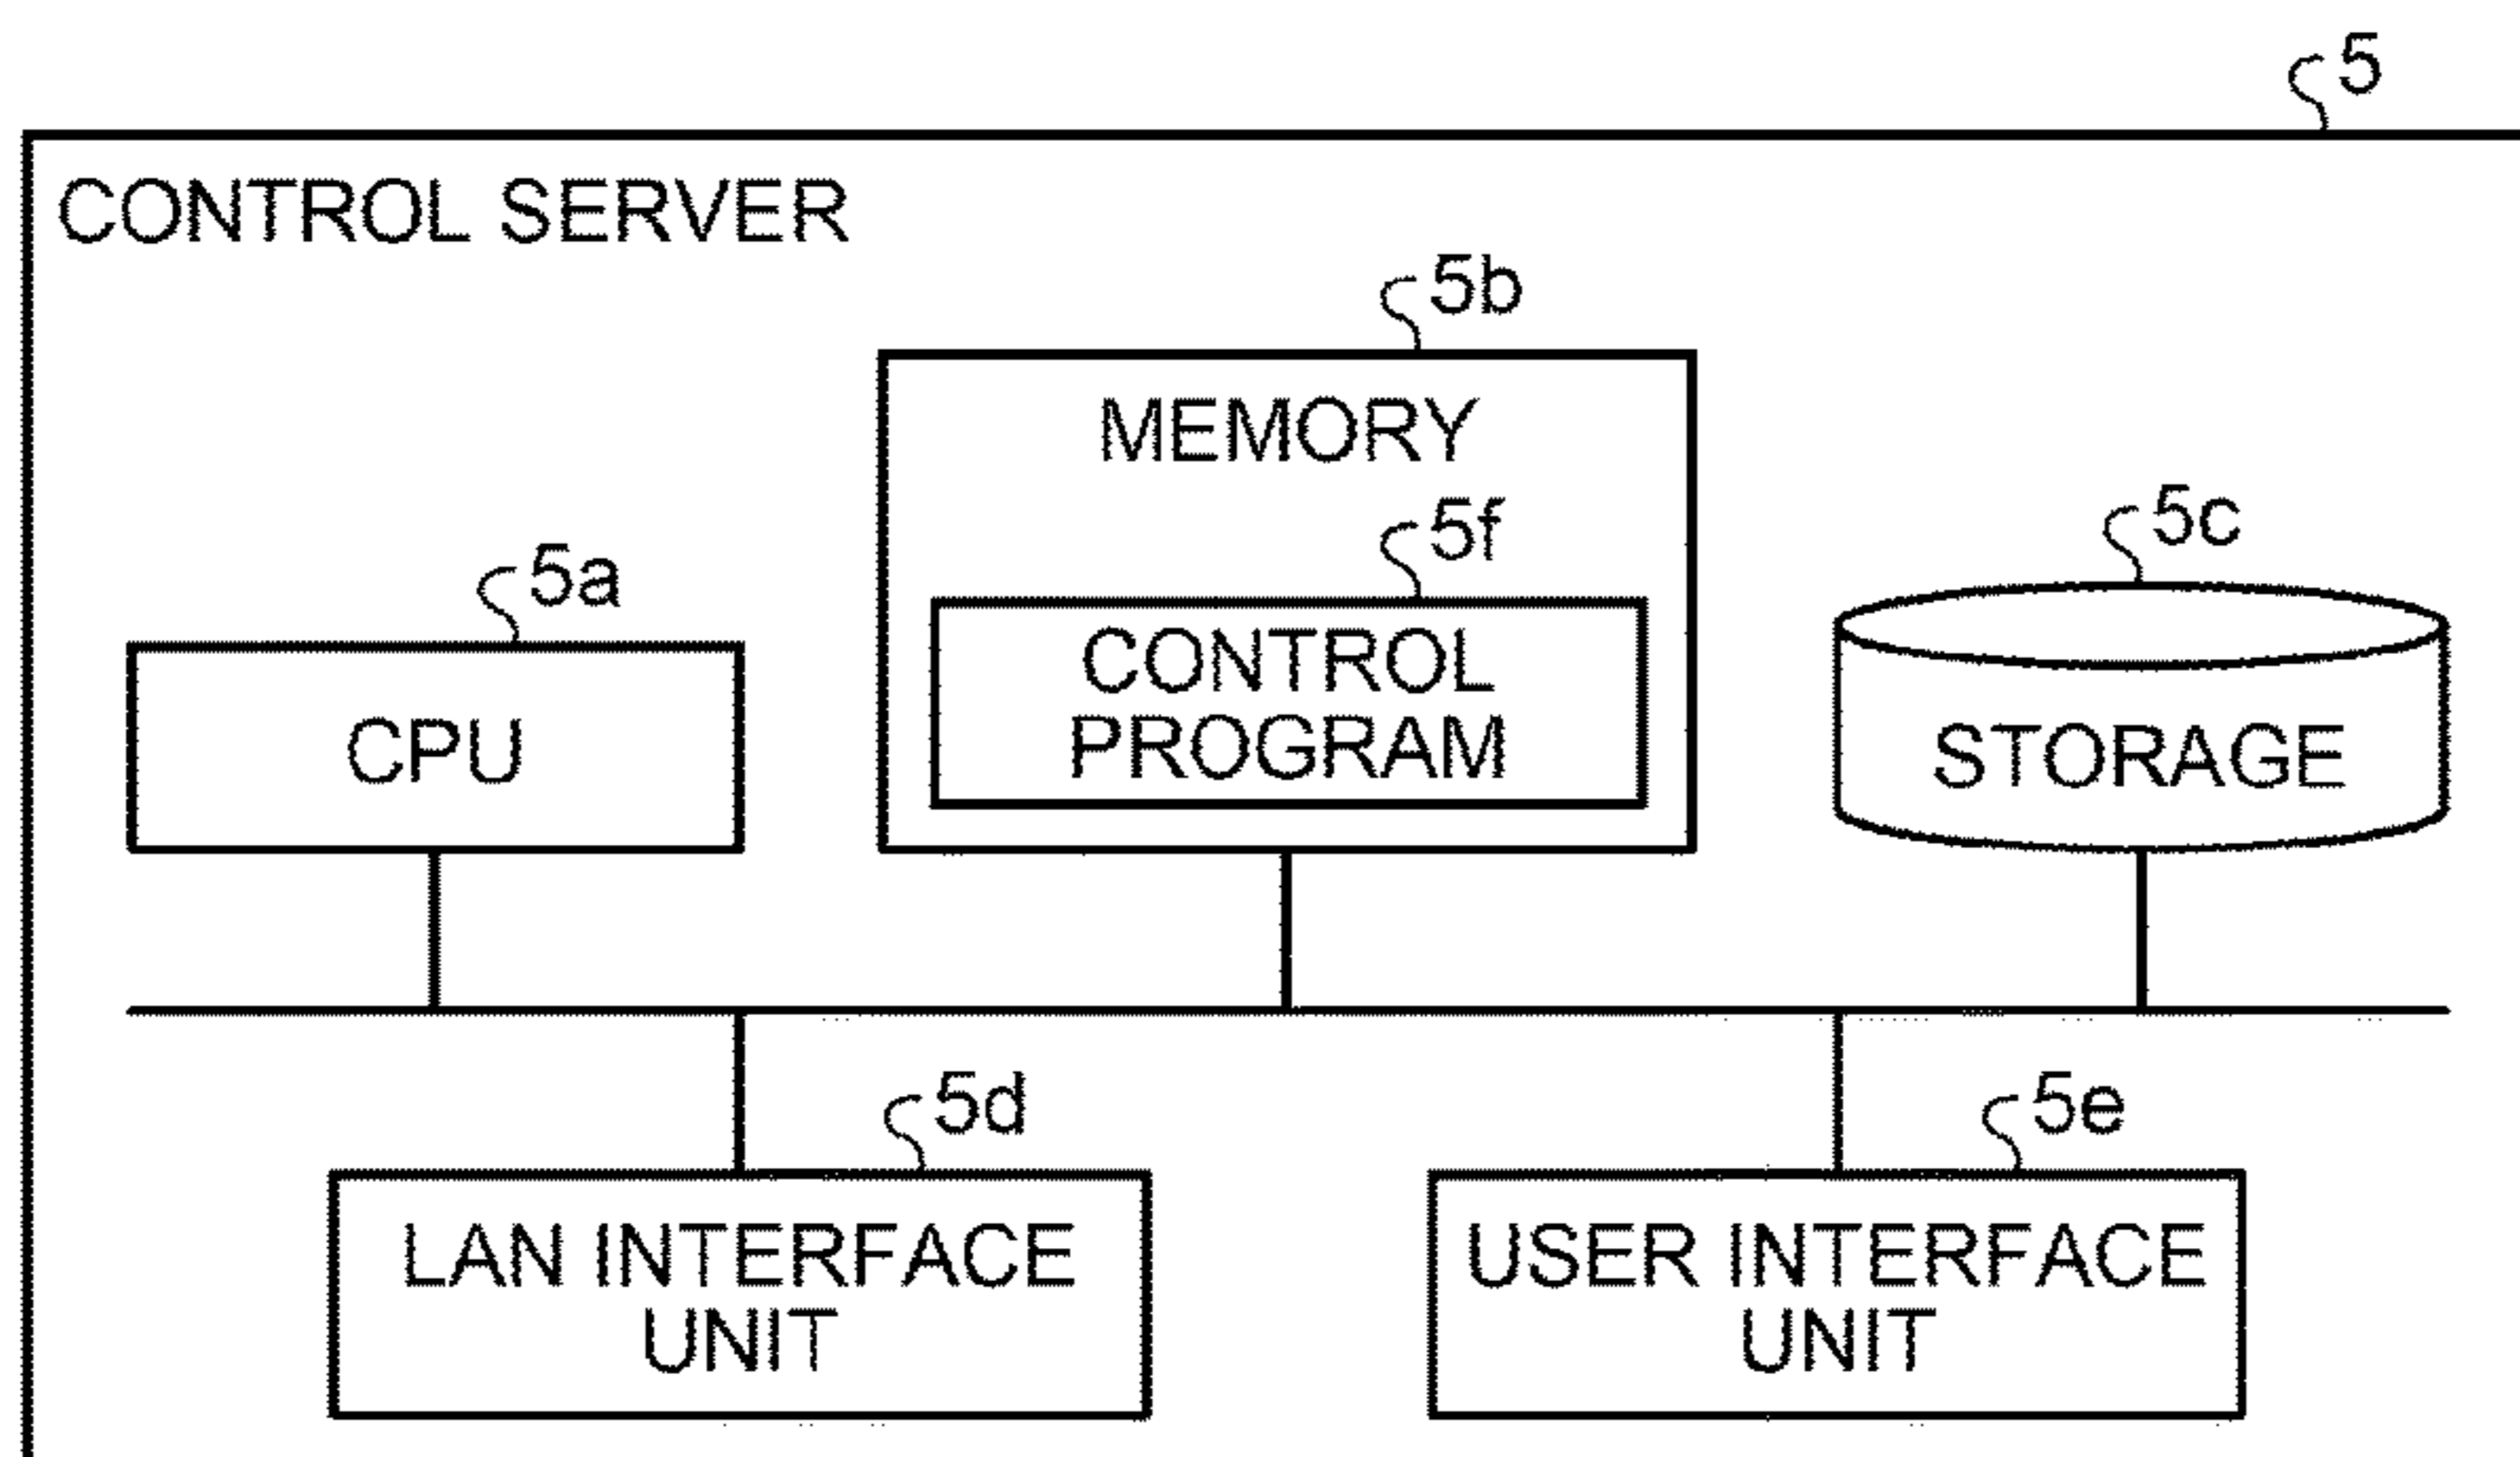 5
CONTROL SERVER
5b
MEMORY
5f
CONTROL
PROGRAM
5a
CPU
5c
STORAGE
5d
LAN INTERFACE
UNIT
5e
USER INTERFACE
UNIT